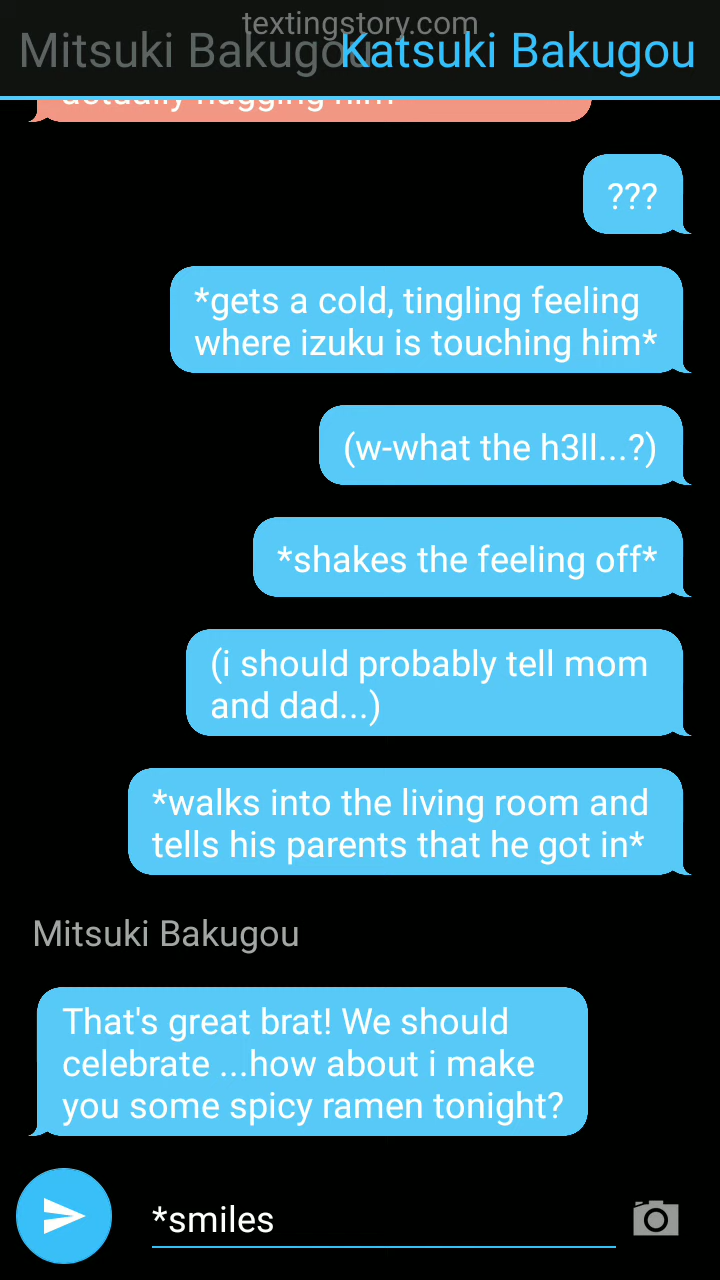 textingstory.com
Mitsuki Bakugou Katsuki Bakugou
actually hugging him
???
*gets a cold, tingling feeling
where izuku is touching him*
(w-what the h3ll...?)
*shakes the feeling off*
(i should probably tell mom
and dad...)
*walks into the living room and
tells his parents that he got in*
Mitsuki Bakugou
That's great brat! We should
celebrate ...how about i make
you some spicy ramen tonight?
*smiles